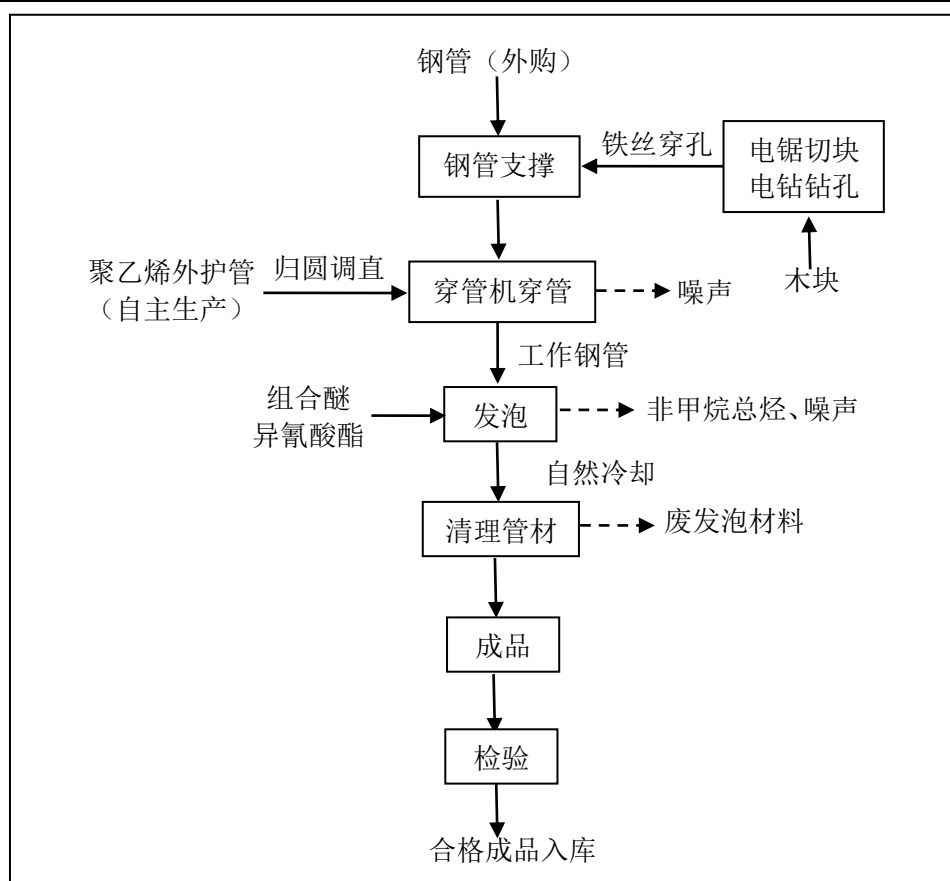 钢管（外购）
钢管支撑
铁丝穿孔
电锯切块
电钻钻孔
木块
聚乙烯外护管
（自主生产）
归圆调直
穿管机穿管
噪声
工作钢管
组合醚
异氰酸酯
发泡
非甲烷总烃、噪声
自然冷却
清理管材
废发泡材料
成品
检验
合格成品入库